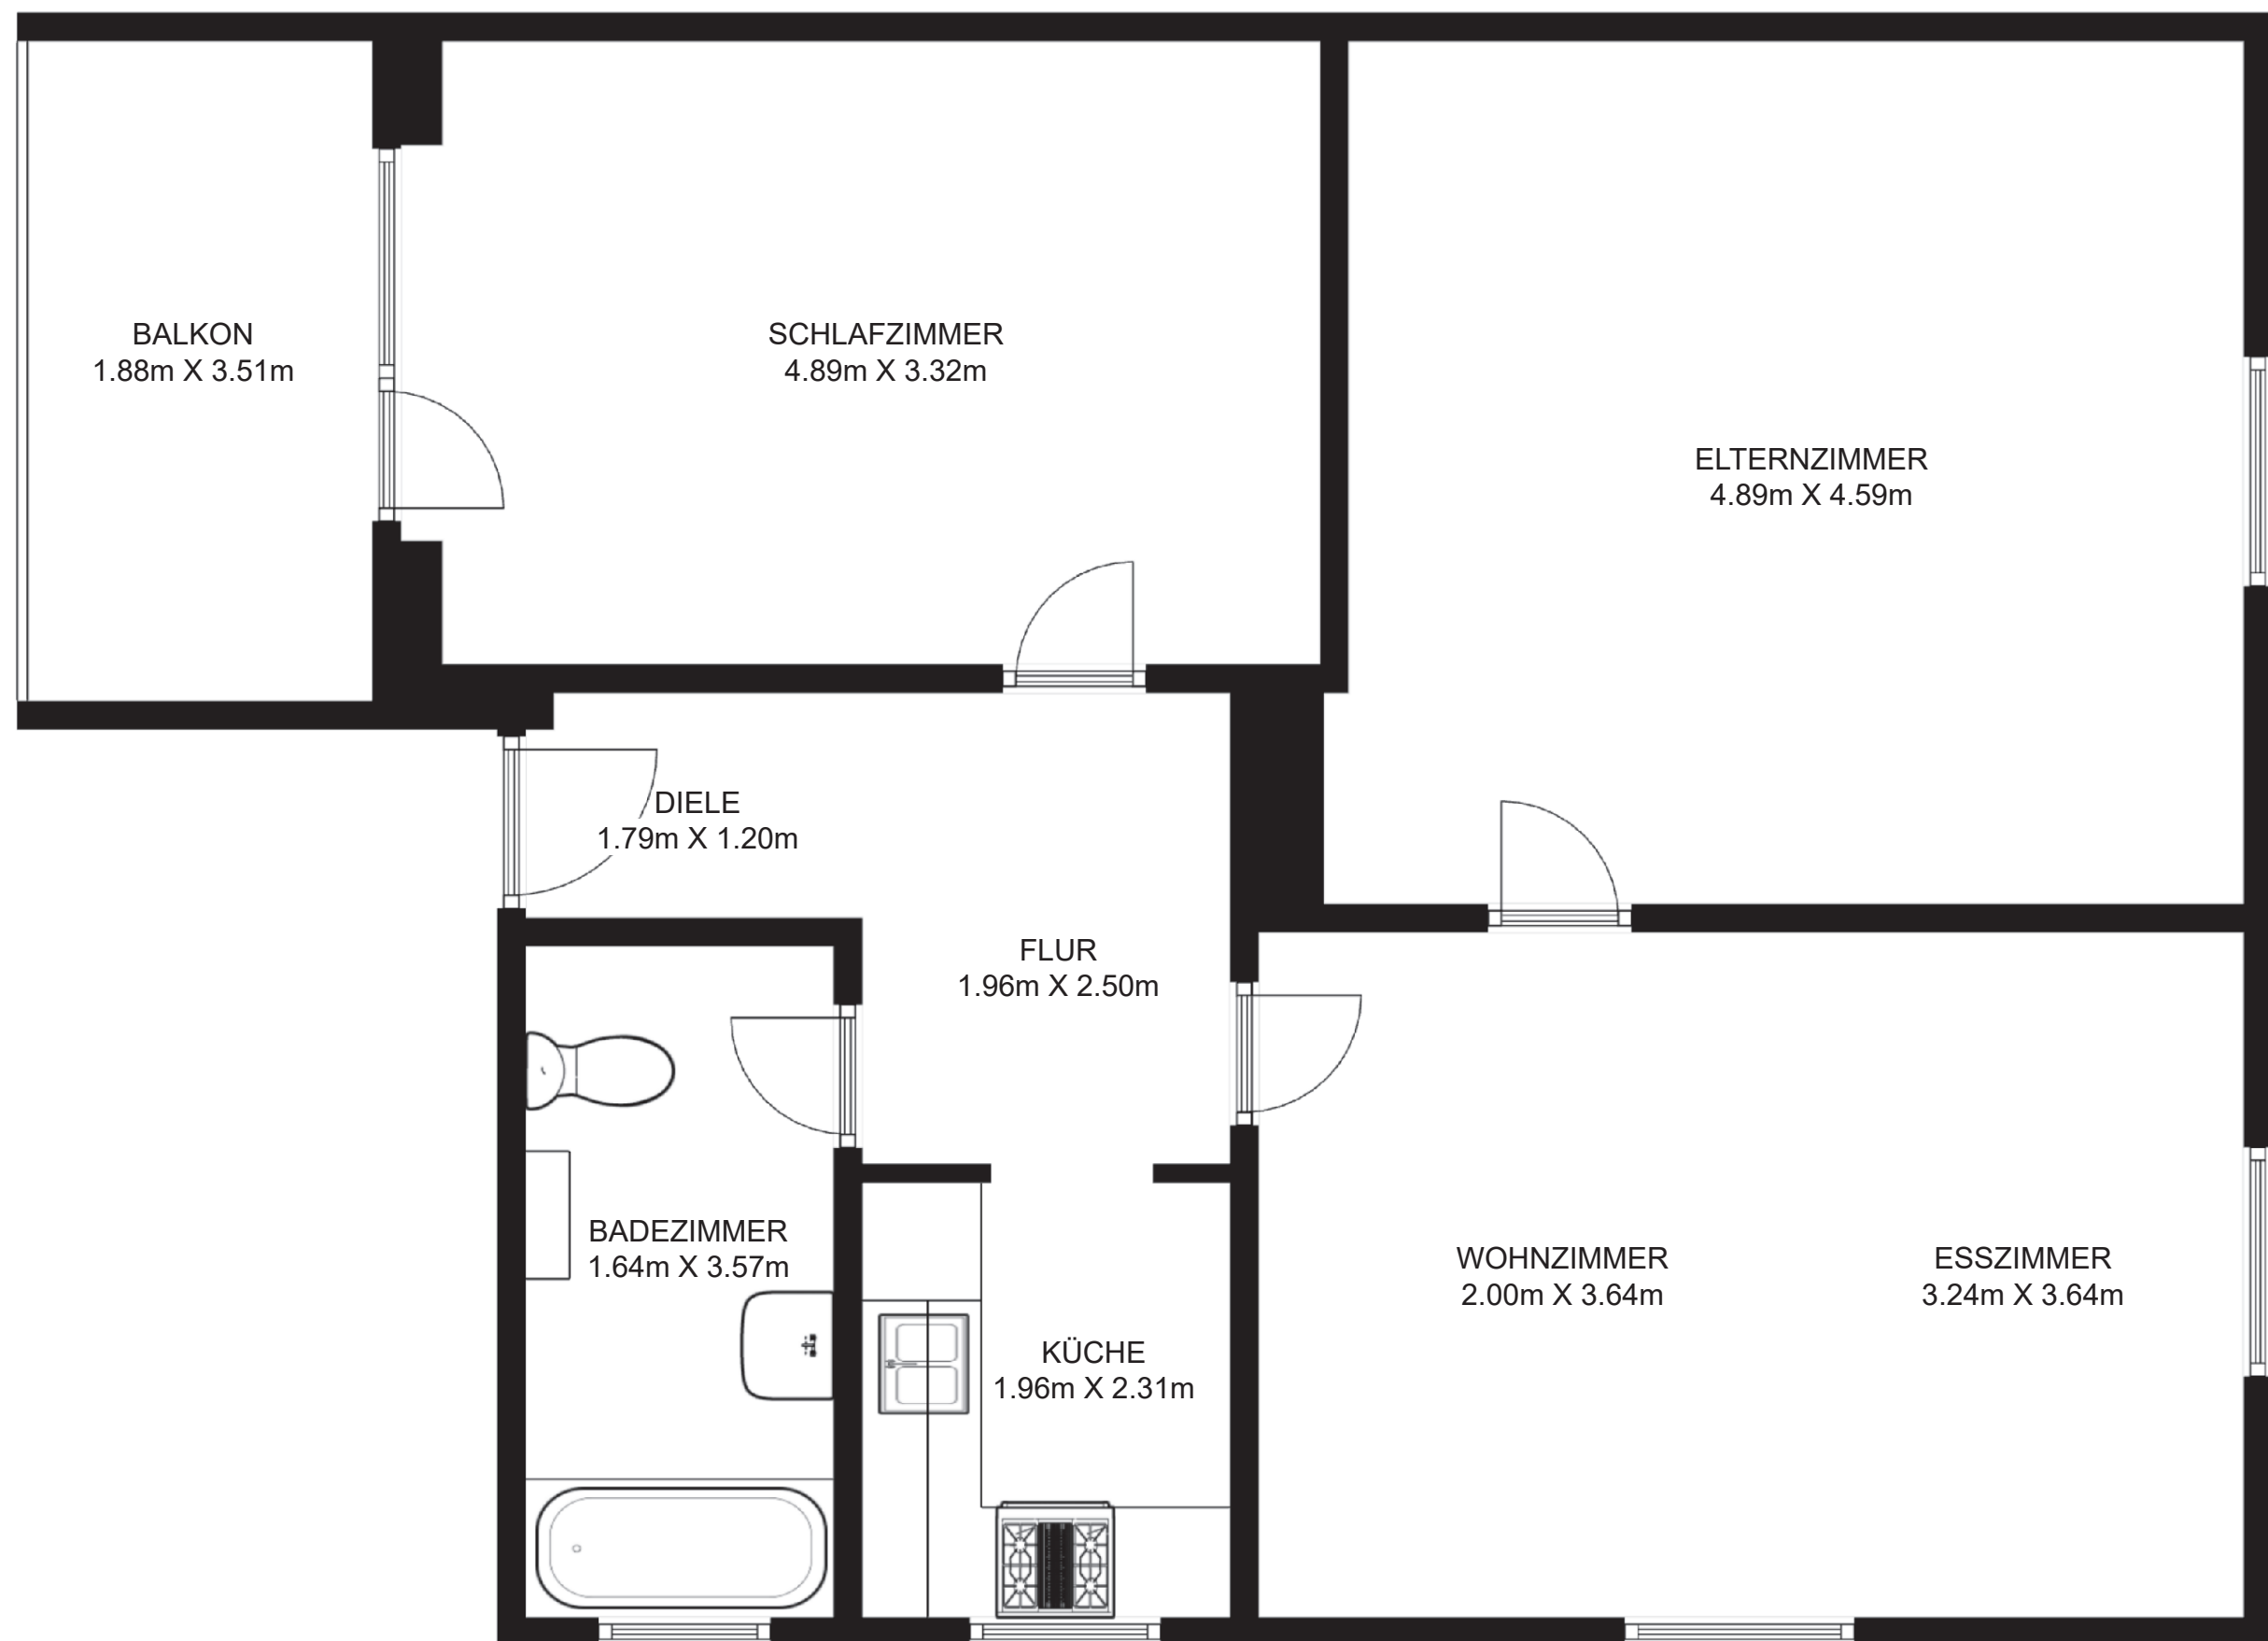 BALKON
1.88m X 3.51m
SCHLAFZIMMER
4.89m X 3.32m
ELTERNZIMMER
4.89m X 4.59m
DIELE
1.79m X 1.20m
FLUR
1.96m X 2.50m
BADEZIMMER
1.64m X 3.57m
KÜCHE
1.96m X 2.31m
WOHNZIMMER
2.00m X 3.64m
ESSZIMMER
3.24m X 3.64m